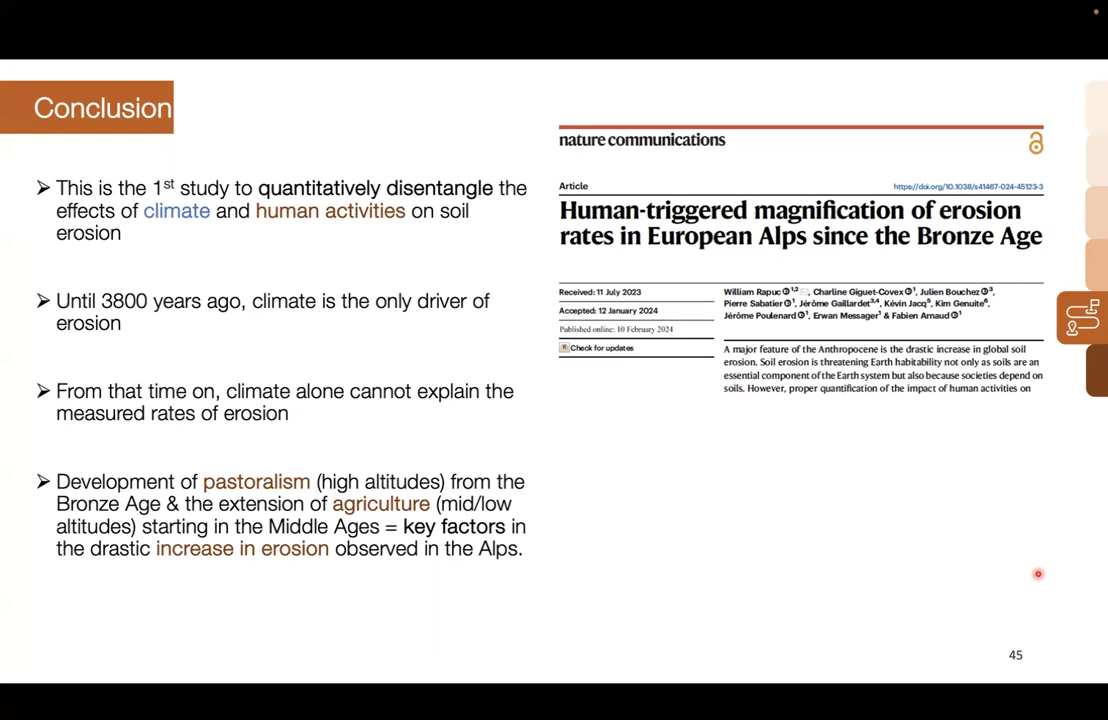 Conclusion
➢ This is the 1st study to quantitatively disentangle the
effects of climate and human activities on soil
erosion
➢ Until 3800 years ago, climate is the only driver of
erosion
➢ From that time on, climate alone cannot explain the
measured rates of erosion
➢ Development of pastoralism (high altitudes) from the
Bronze Age & the extension of agriculture (mid/low
altitudes) starting in the Middle Ages = key factors in
the drastic increase in erosion observed in the Alps.
nature communications
Article
https://doi.org/10.1038/s41467-024-45123-3
Human-triggered magnification of erosion
rates in European Alps since the Bronze Age
Received: 11 July 2023
Accepted: 12 January 2024
Published online: 10 February 2024
Check for updates
William Rapuc 1,2, Charline Giguet-Covex 1, Julien Bouchez 3,
Pierre Sabatier 1, Jérôme Gaillardet3,4, Kévin Jacq5, Kim Genuite6,
Jérôme Poulenard 1, Erwan Messager1 & Fabien Arnaud 1
A major feature of the Anthropocene is the drastic increase in global soil
erosion. Soil erosion is threatening Earth habitability not only as soils are an
essential component of the Earth system but also because societies depend on
soils. However, proper quantification of the impact of human activities on
45